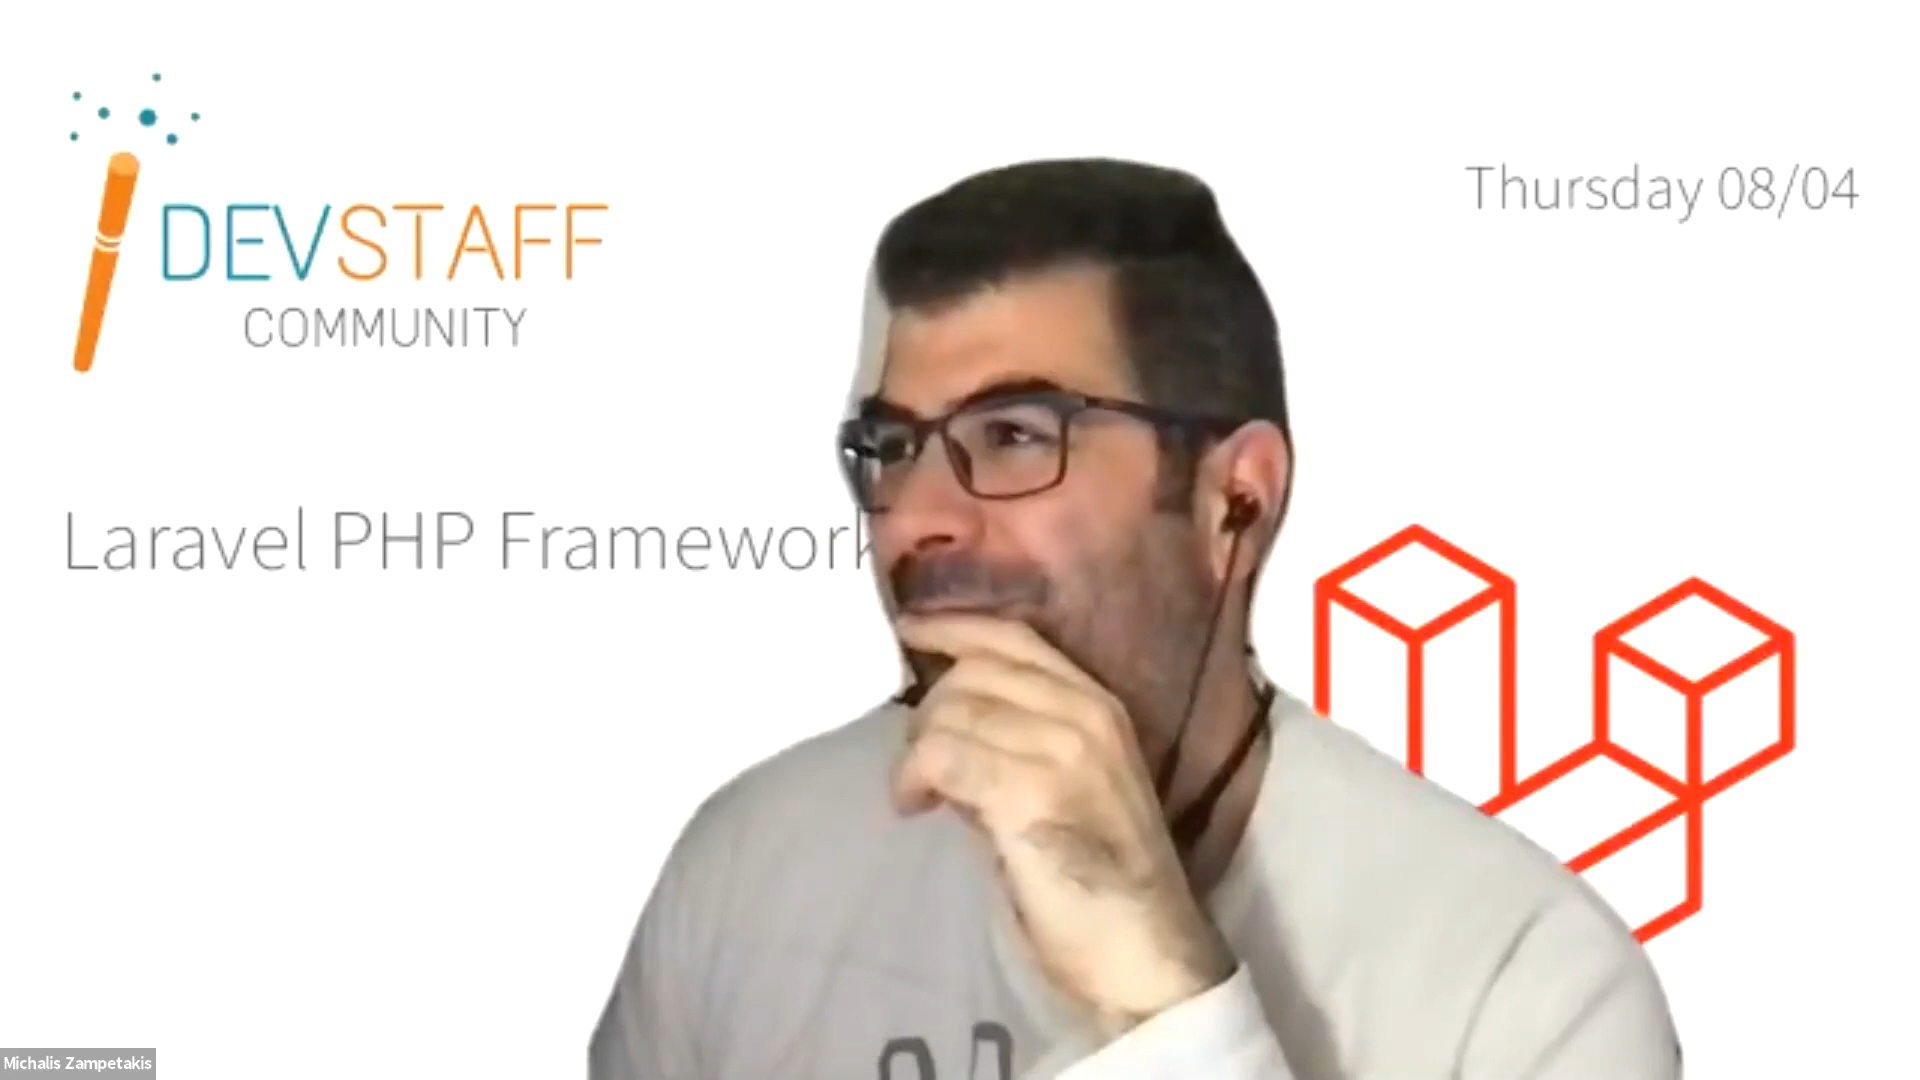 Thursday 08/04
DEVSTAFF
COMMUNITY
Laravel PHP Framework
Michalis Zampetakis